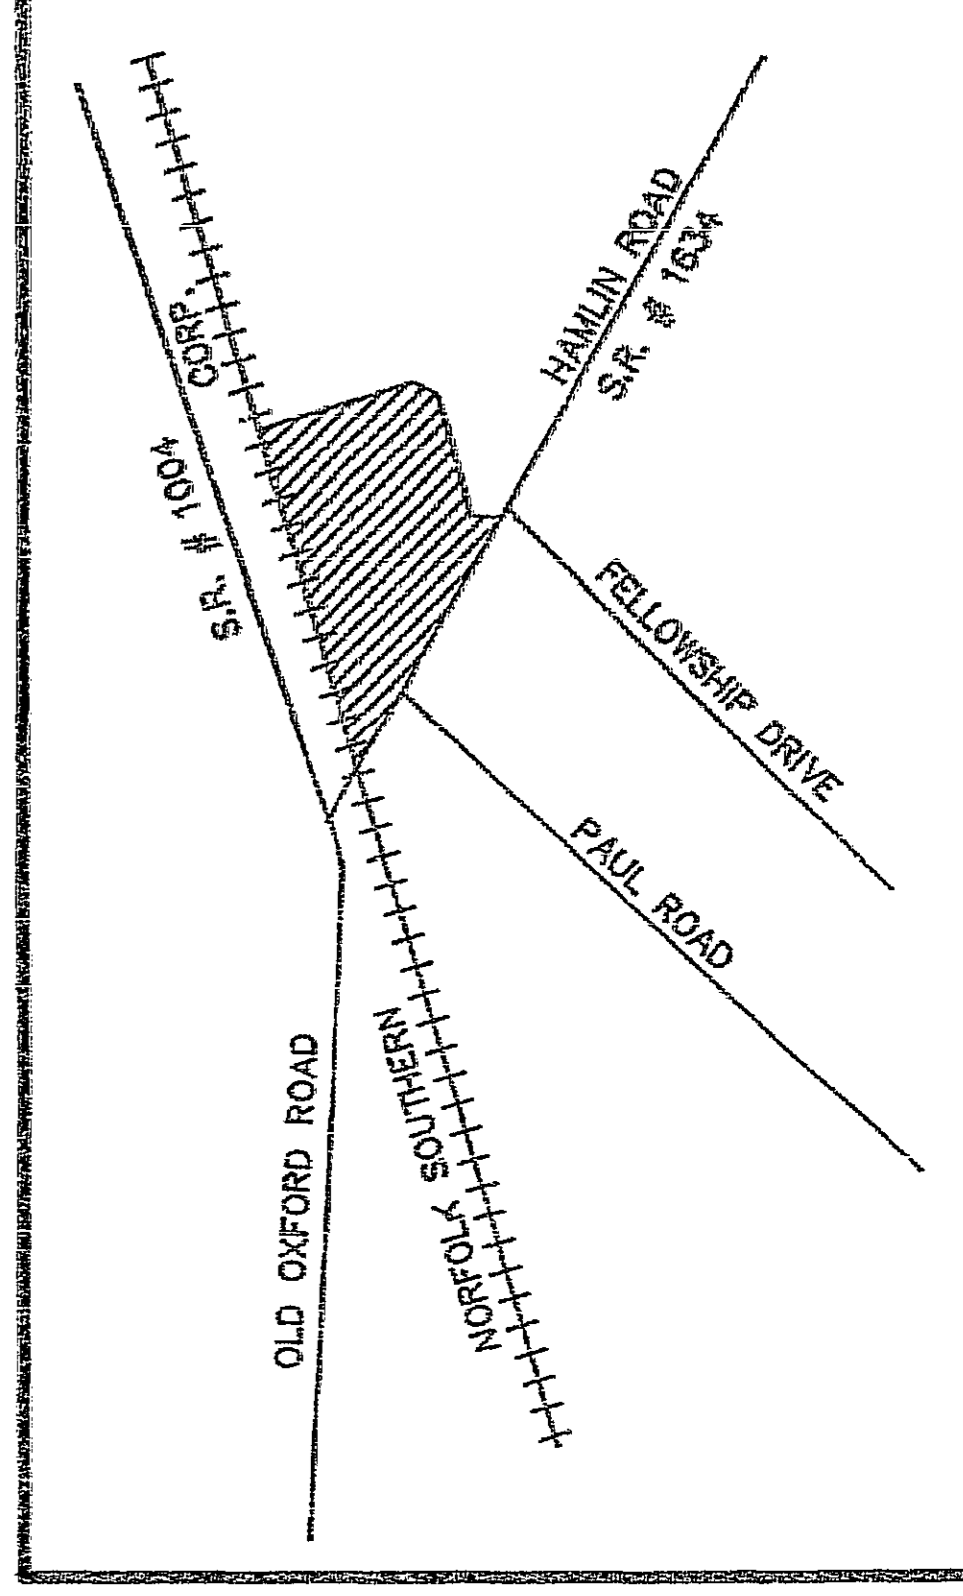 OLD OXFORD ROAD
S.R. # 1004
NORFOLK SOUTHERN CORP.
HAMLIN ROAD
S.R. # 1634
FELLOWSHIP DRIVE
PAUL ROAD